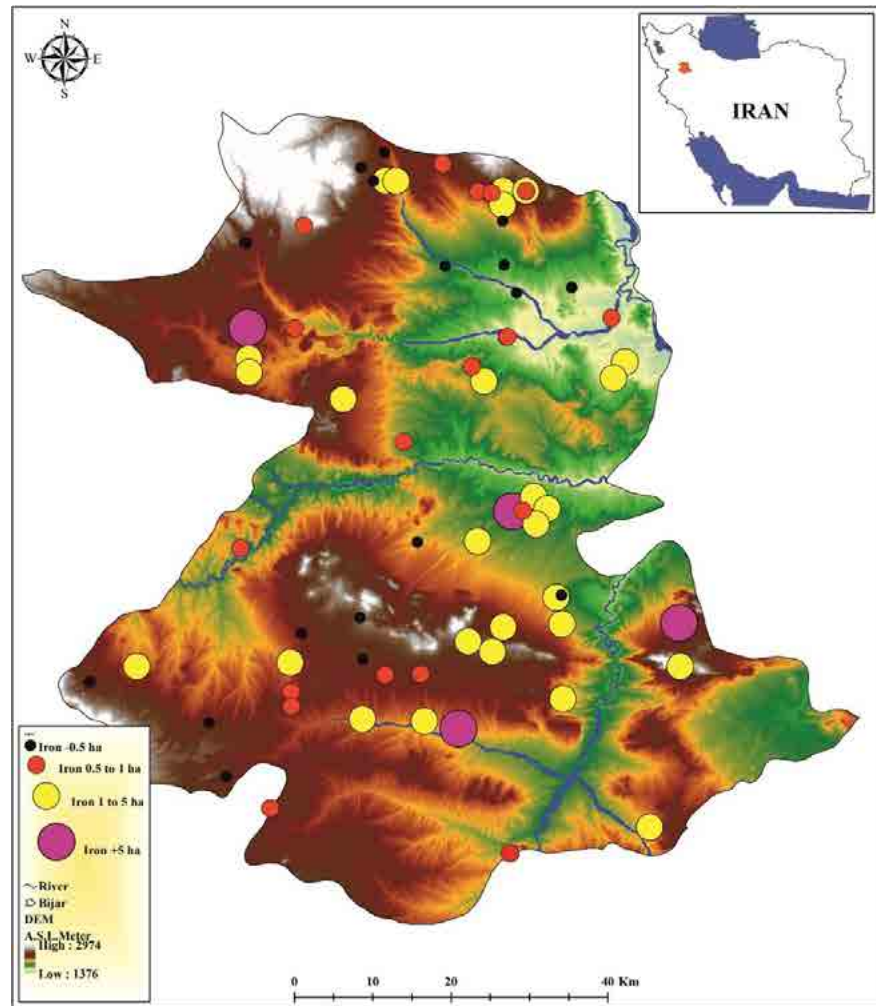 N
W E
S
IRAN
Iron -0.5 ha
Iron 0.5 to 1 ha
Iron 1 to 5 ha
Iron +5 ha
River
Bijar
DEM
A.S.L.Meter
High : 2974
Low : 1376
0 10 20 40 Km